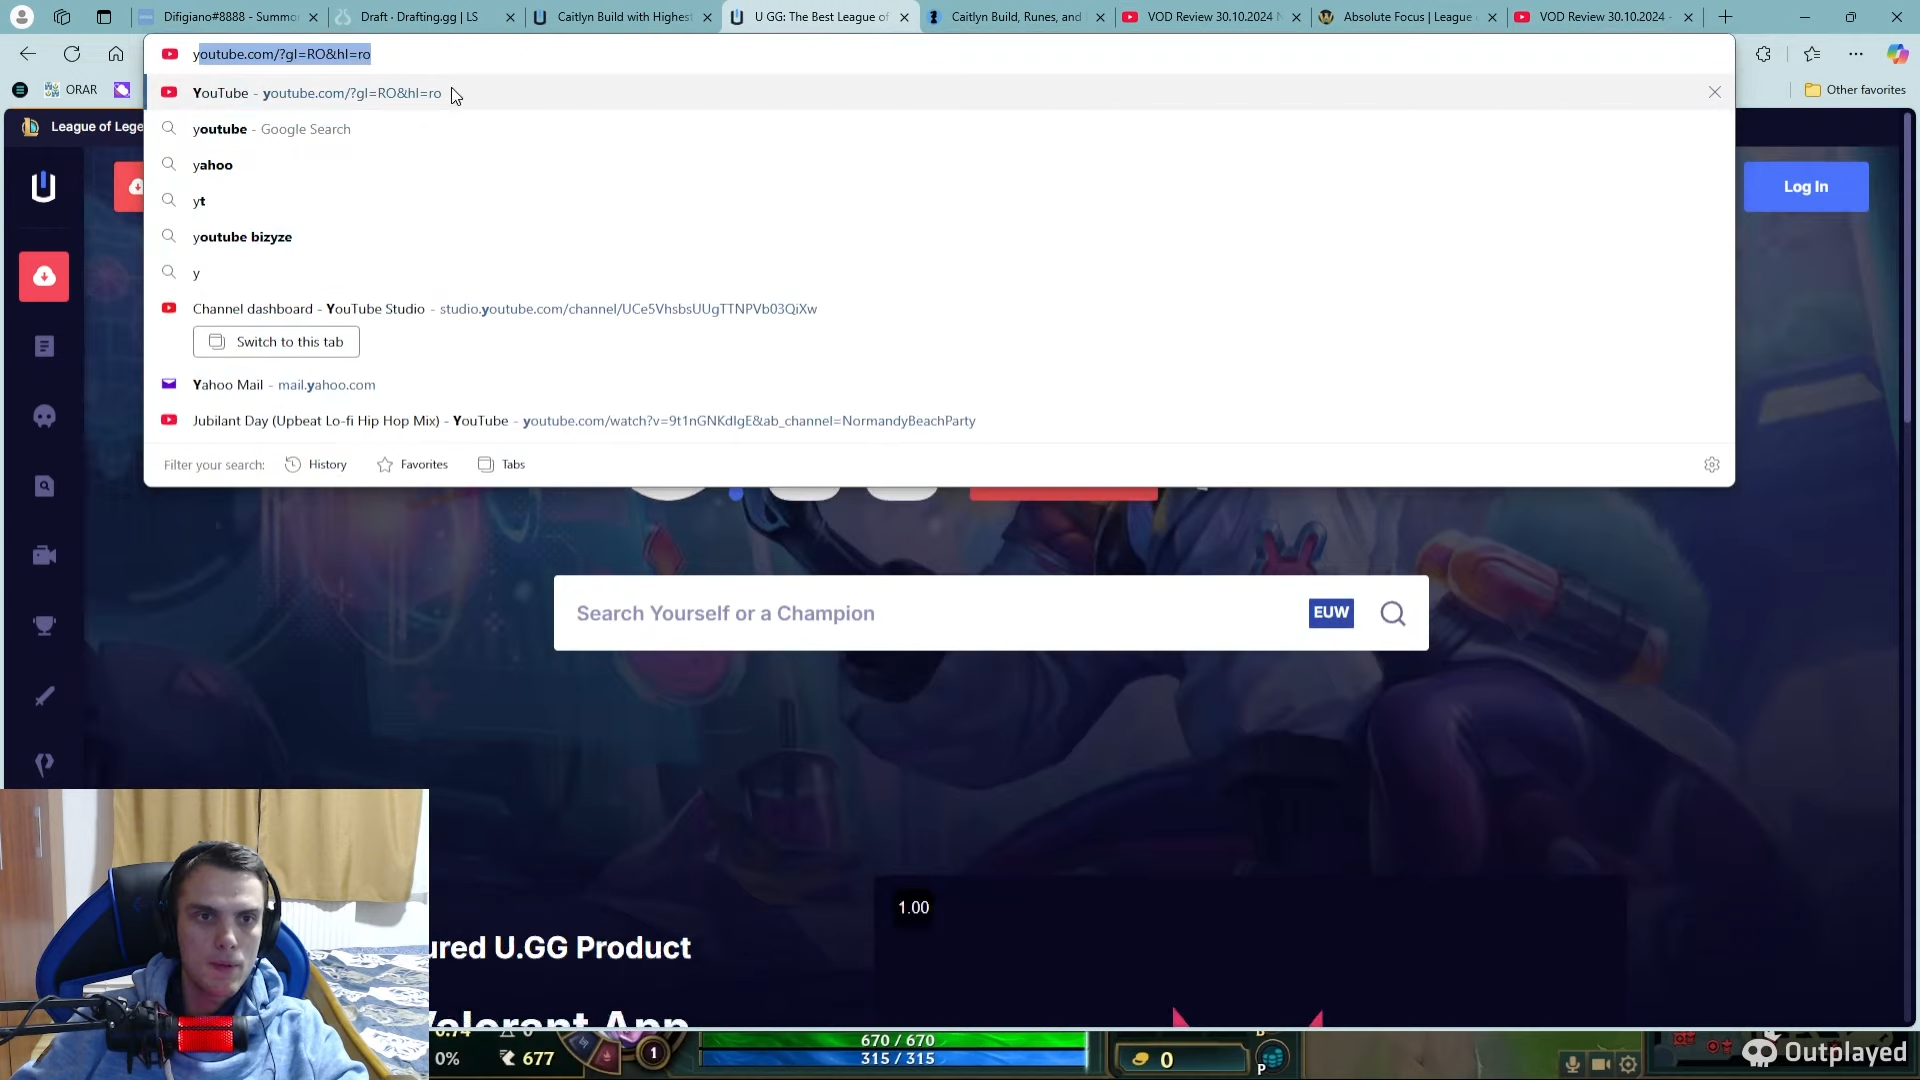 Difigiano#8888 - Summo
Draft · Drafting.gg | LS
Caitlyn Build with Highes
U GG: The Best League of
Caitlyn Build, Runes, and
VOD Review 30.10.2024
Absolute Focus | League
VOD Review 30.10.2024 -
youtube.com/?gl=RO&hl=ro
ORAR
Other favorites
YouTube - youtube.com/?gl=RO&hl=ro
youtube - Google Search
yahoo
yt
youtube bizyze
y
Channel dashboard - YouTube Studio - studio.youtube.com/channel/UCe5VhsbsUUgTTNPVb03QiXw
Switch to this tab
Yahoo Mail - mail.yahoo.com
Jubilant Day (Upbeat Lo-fi Hip Hop Mix) - YouTube - youtube.com/watch?v=9t1nGNKdIgE&ab_channel=NormandyBeachParty
Filter your search: History Favorites Tabs
League of Lege
Log In
Search Yourself or a Champion
EUW
1.00
ured U.GG Product
Valorant App
0.74 0
0% 677
1
670 / 670
315 / 315
0
B
P
Outplayed